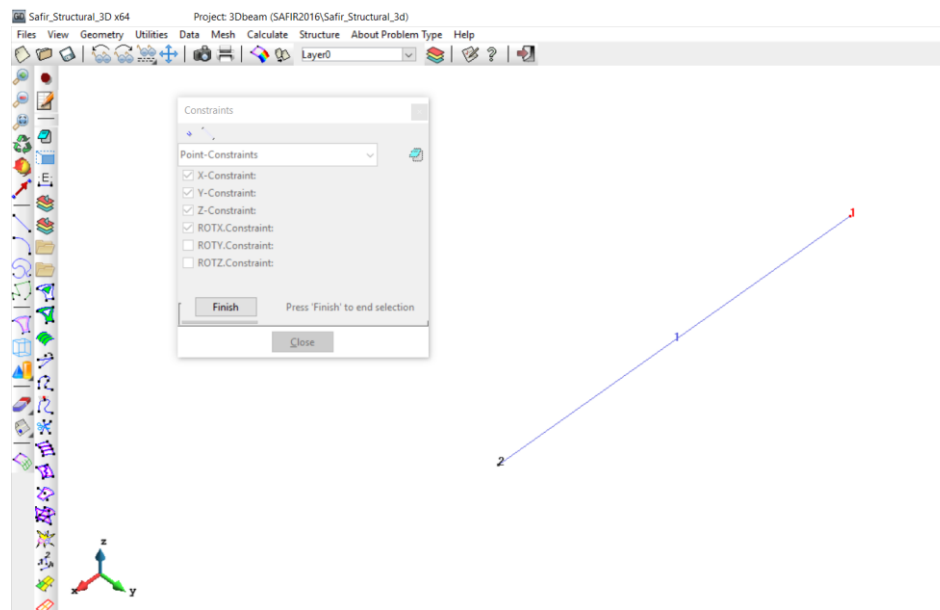 Safir_Structural_3D x64 Project: 3Dbeam (SAFIR2016\Safir_Structural_3d)
Files View Geometry Utilities Data Mesh Calculate Structure About Problem Type Help
Layer0
Constraints
Point-Constraints
X-Constraint:
Y-Constraint:
Z-Constraint:
ROTX.Constraint:
ROTY.Constraint:
ROTZ.Constraint:
Finish Press 'Finish' to end selection
Close
1
1
2
z
x y